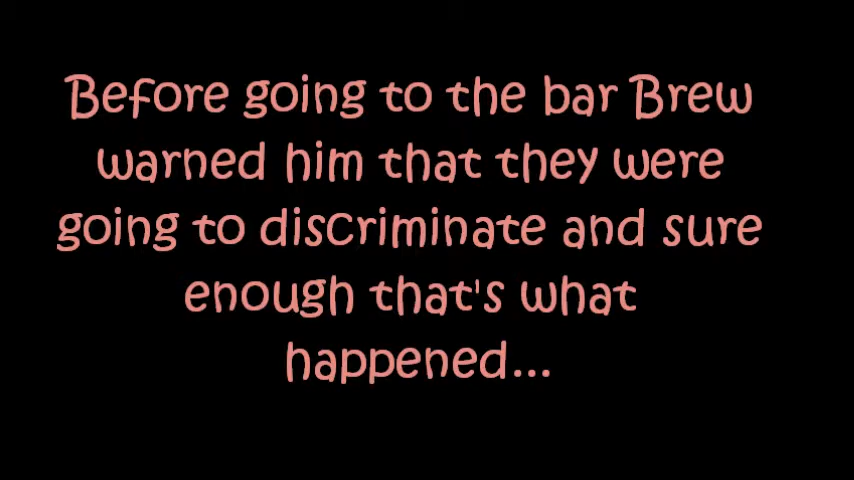 Before going to the bar Brew
warned him that they were
going to discriminate and sure
enough that's what
happened...